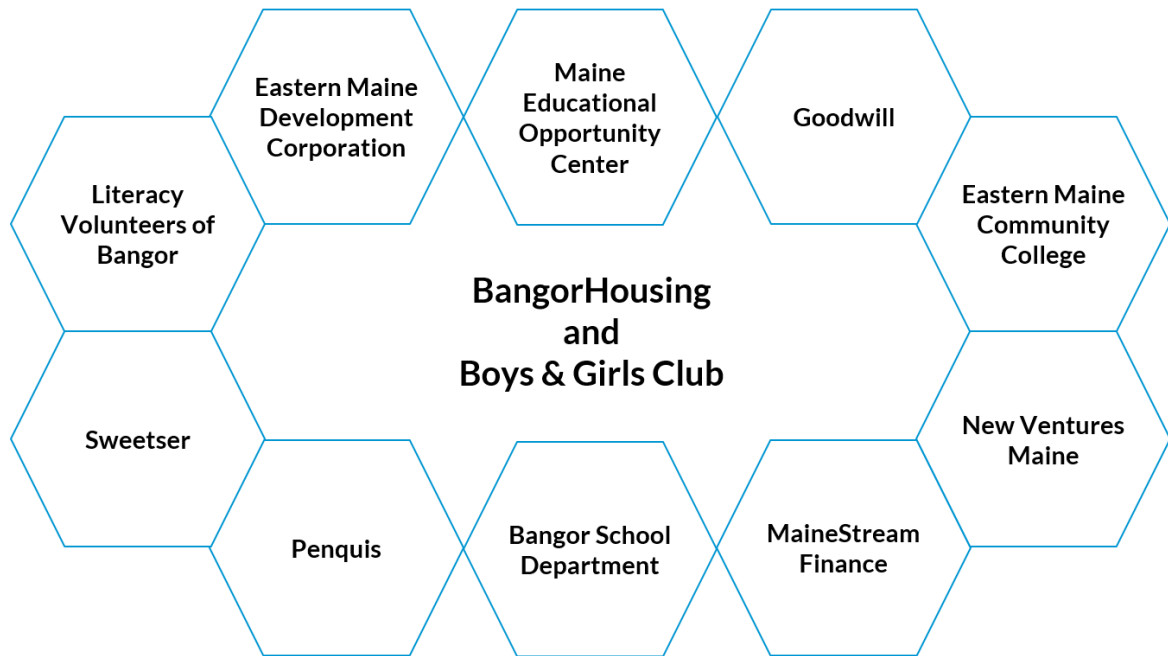 Eastern Maine
Development
Corporation
Maine
Educational
Opportunity
Center
Goodwill
Literacy
Volunteers of
Bangor
Eastern Maine
Community
College
BangorHousing
and
Boys & Girls Club
Sweetser
New Ventures
Maine
Penquis
Bangor School
Department
MaineStream
Finance